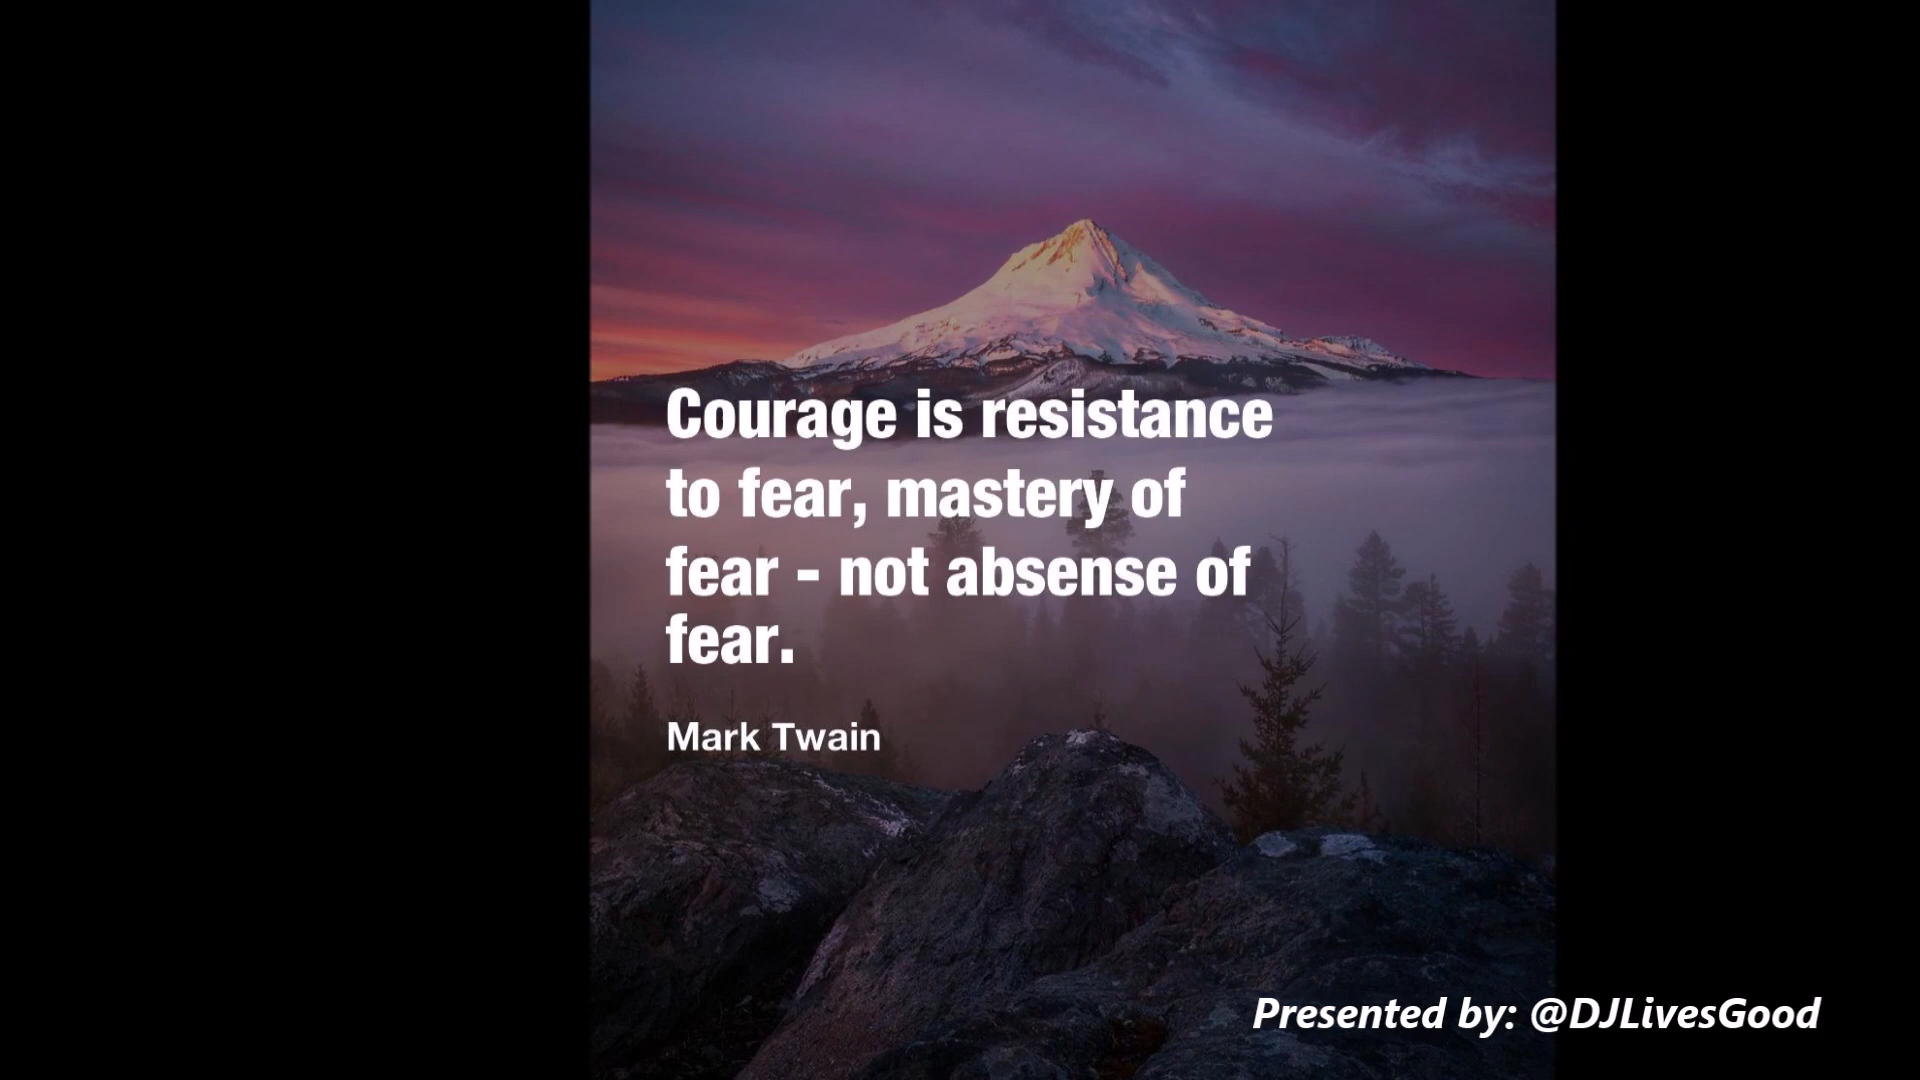 Courage is resistance
to fear, mastery of
fear - not absense of
fear.
Mark Twain
Presented by: @DJLivesGood